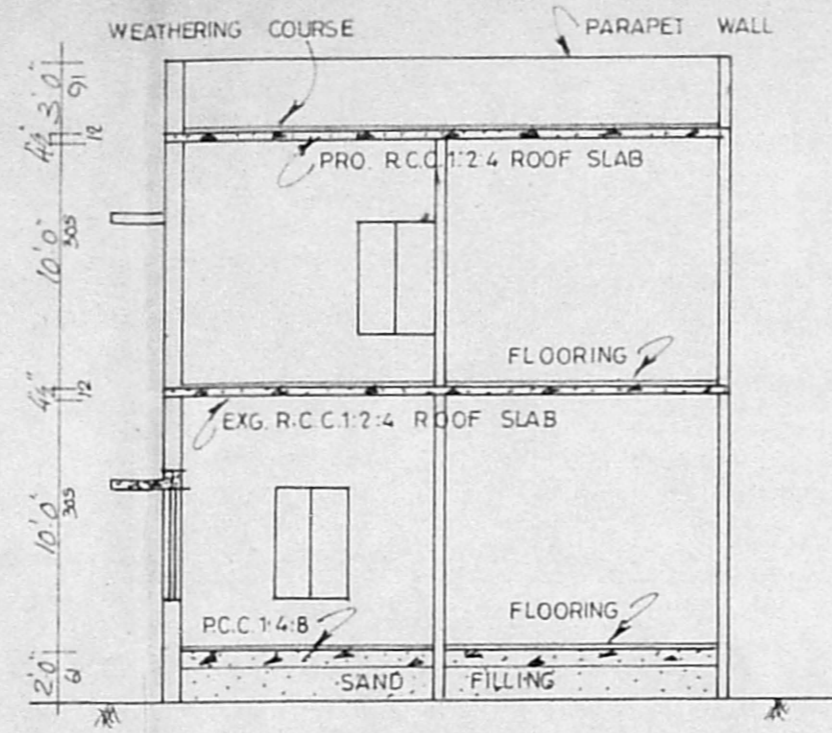 WEATHERING COURSE
PARAPET WALL
3'0"
91
4½"
12
PRO. R.C.C.1:2:4 ROOF SLAB
10'0"
305
FLOORING
4½"
12
EXG. R.C.C.1:2:4 ROOF SLAB
10'0"
305
P.C.C. 1:4:8
FLOORING
2'0"
61
SAND FILLING